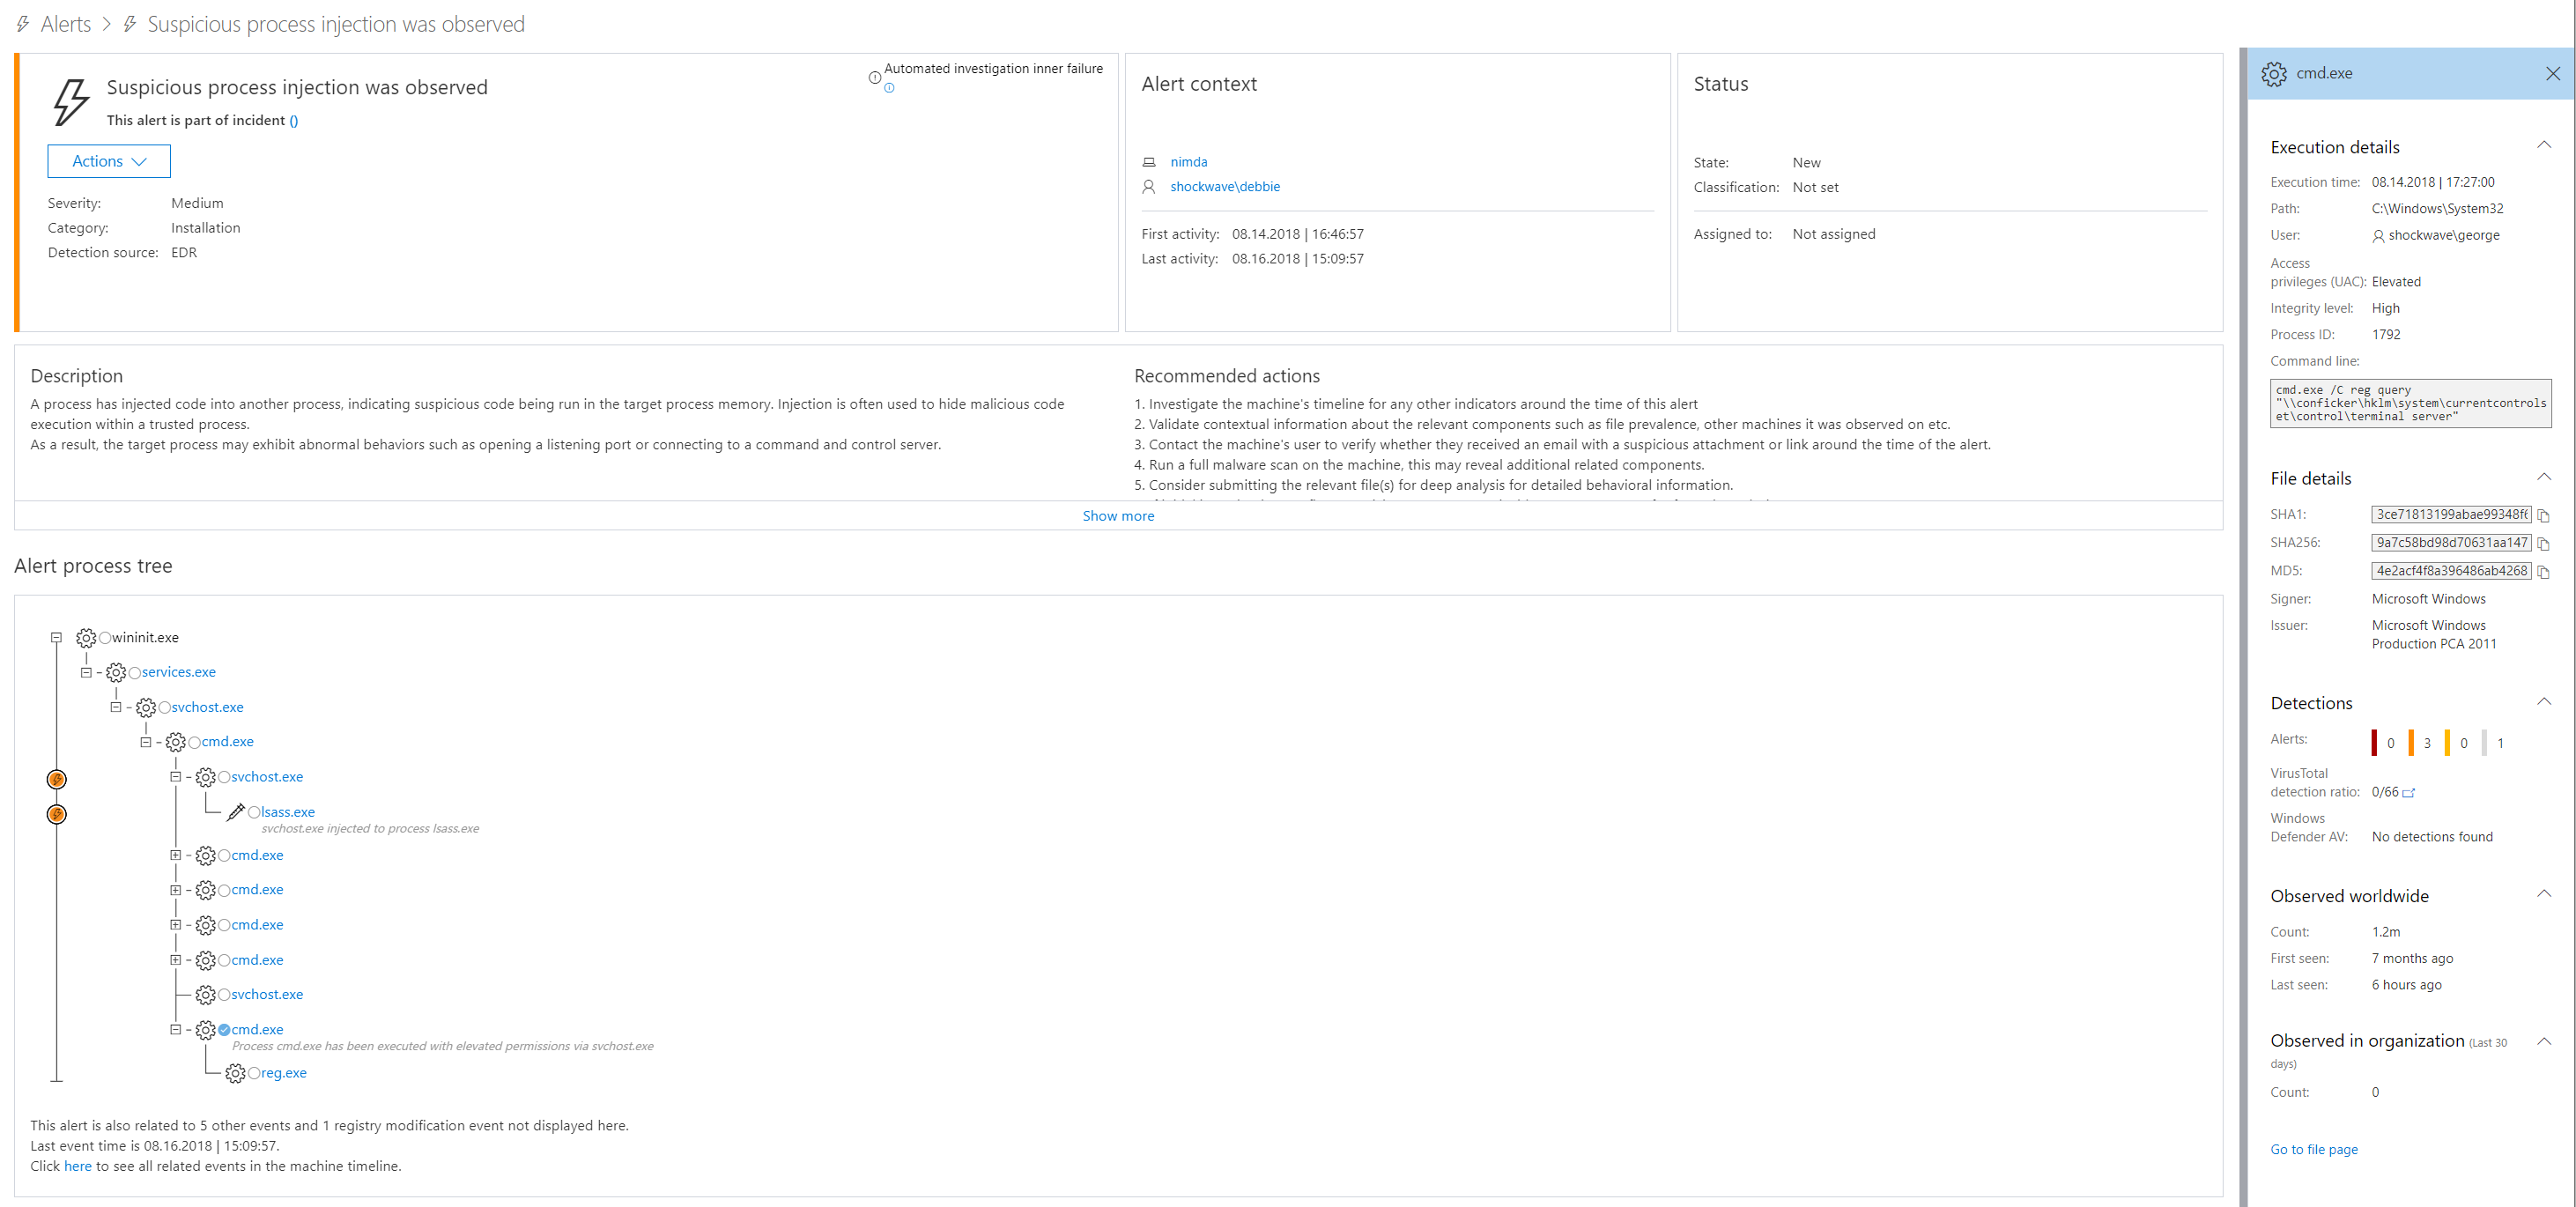 Alerts > Suspicious process injection was observed
Suspicious process injection was observed
Automated investigation inner failure
This alert is part of incident ()
Actions
Severity: Medium
Category: Installation
Detection source: EDR
Alert context
nimda
shockwave\debbie
First activity: 08.14.2018 | 16:46:57
Last activity: 08.16.2018 | 15:09:57
Status
State: New
Classification: Not set
Assigned to: Not assigned
Description
A process has injected code into another process, indicating suspicious code being run in the target process memory. Injection is often used to hide malicious code
execution within a trusted process.
As a result, the target process may exhibit abnormal behaviors such as opening a listening port or connecting to a command and control server.
Recommended actions
1. Investigate the machine's timeline for any other indicators around the time of this alert
2. Validate contextual information about the relevant components such as file prevalence, other machines it was observed on etc.
3. Contact the machine's user to verify whether they received an email with a suspicious attachment or link around the time of the alert.
4. Run a full malware scan on the machine, this may reveal additional related components.
5. Consider submitting the relevant file(s) for deep analysis for detailed behavioral information.
Show more
Alert process tree
wininit.exe
services.exe
svchost.exe
cmd.exe
svchost.exe
lsass.exe
svchost.exe injected to process lsass.exe
cmd.exe
cmd.exe
cmd.exe
cmd.exe
svchost.exe
cmd.exe
Process cmd.exe has been executed with elevated permissions via svchost.exe
reg.exe
This alert is also related to 5 other events and 1 registry modification event not displayed here.
Last event time is 08.16.2018 | 15:09:57.
Click here to see all related events in the machine timeline.
cmd.exe
Execution details
Execution time: 08.14.2018 | 17:27:00
Path: C:\Windows\System32
User: shockwave\george
Access
privileges (UAC): Elevated
Integrity level: High
Process ID: 1792
Command line:
cmd.exe /C reg query
"\\conficker\hklm\system\currentcontrols
et\control\terminal server"
File details
SHA1: 3ce71813199abae99348f6
SHA256: 9a7c58bd98d70631aa147
MD5: 4e2acf4f8a396486ab4268
Signer: Microsoft Windows
Issuer: Microsoft Windows
Production PCA 2011
Detections
Alerts: 0 3 0 1
VirusTotal
detection ratio: 0/66
Windows
Defender AV: No detections found
Observed worldwide
Count: 1.2m
First seen: 7 months ago
Last seen: 6 hours ago
Observed in organization (Last 30
days)
Count: 0
Go to file page